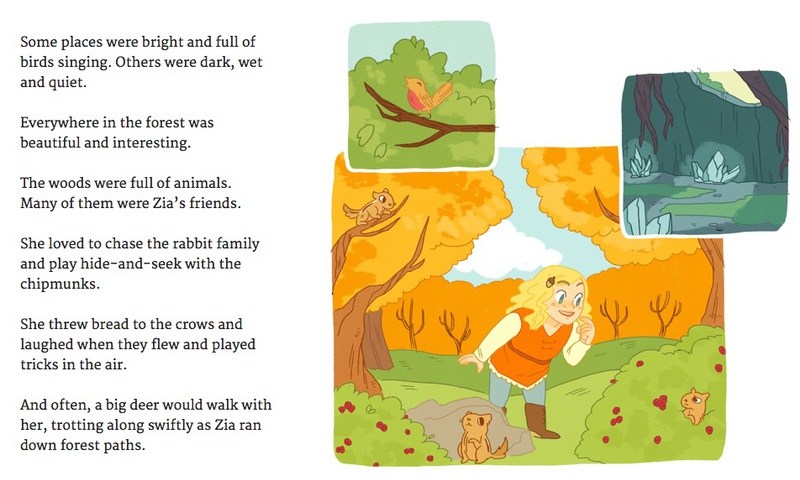 Some places were bright and full of
birds singing. Others were dark, wet
and quiet.
Everywhere in the forest was
beautiful and interesting.
The woods were full of animals.
Many of them were Zia’s friends.
She loved to chase the rabbit family
and play hide-and-seek with the
chipmunks.
She threw bread to the crows and
laughed when they flew and played
tricks in the air.
And often, a big deer would walk with
her, trotting along swiftly as Zia ran
down forest paths.